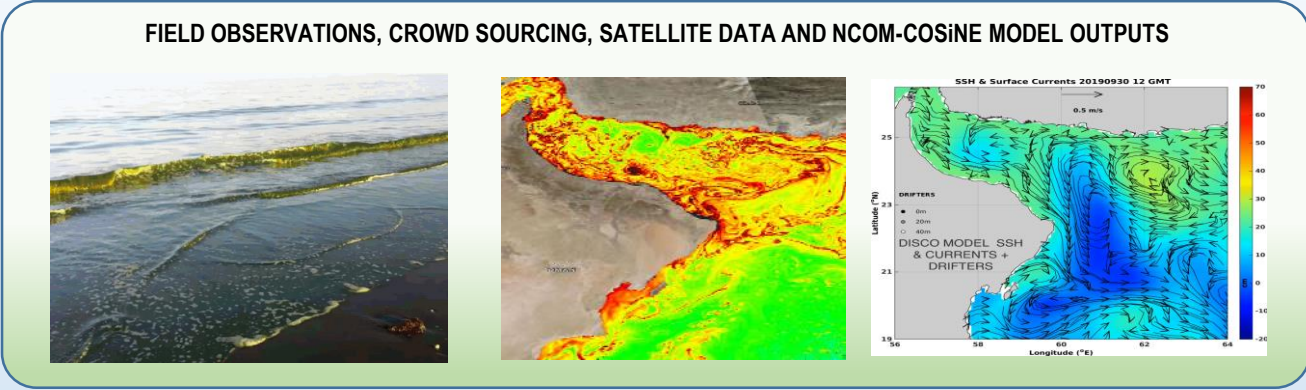 FIELD OBSERVATIONS, CROWD SOURCING, SATELLITE DATA AND NCOM-COSiNE MODEL OUTPUTS
SSH & Surface Currents 20190930 12 GMT
0.5 m/s
70
60
50
40
30
20
10
0
-10
-20
25
23
21
19
Latitude (°N)
DRIFTERS
0m
20m
40m
DISCO MODEL SSH
& CURRENTS +
DRIFTERS
56
58
60
62
64
Longitude (°E)